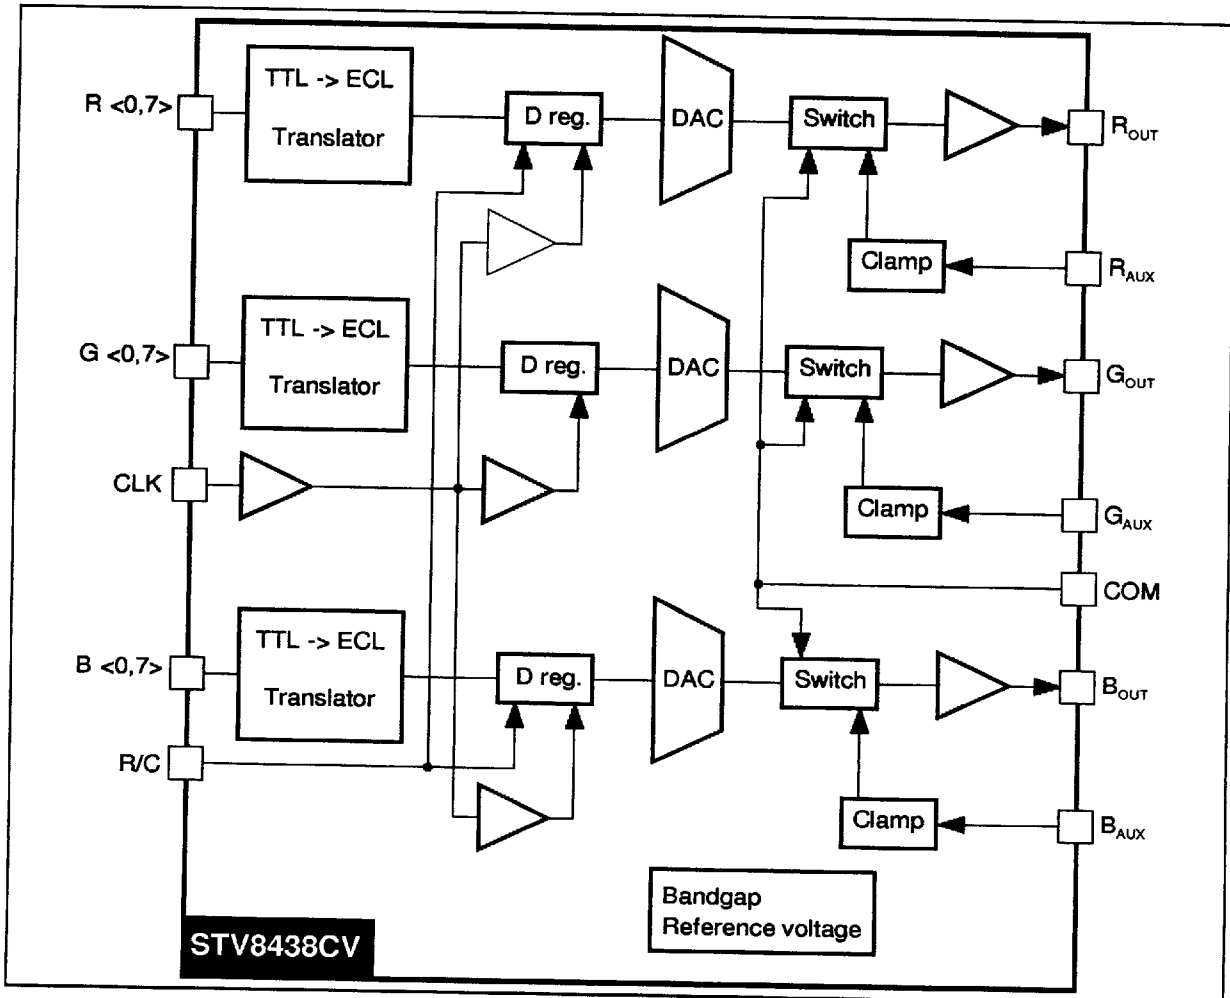 R <0,7>
TTL -> ECL
Translator
D reg.
DAC
Switch
R_OUT
Clamp
R_AUX
G <0,7>
TTL -> ECL
Translator
D reg.
DAC
Switch
G_OUT
CLK
Clamp
G_AUX
COM
B <0,7>
TTL -> ECL
Translator
D reg.
DAC
Switch
B_OUT
R/C
Clamp
B_AUX
Bandgap
Reference voltage
STV8438CV